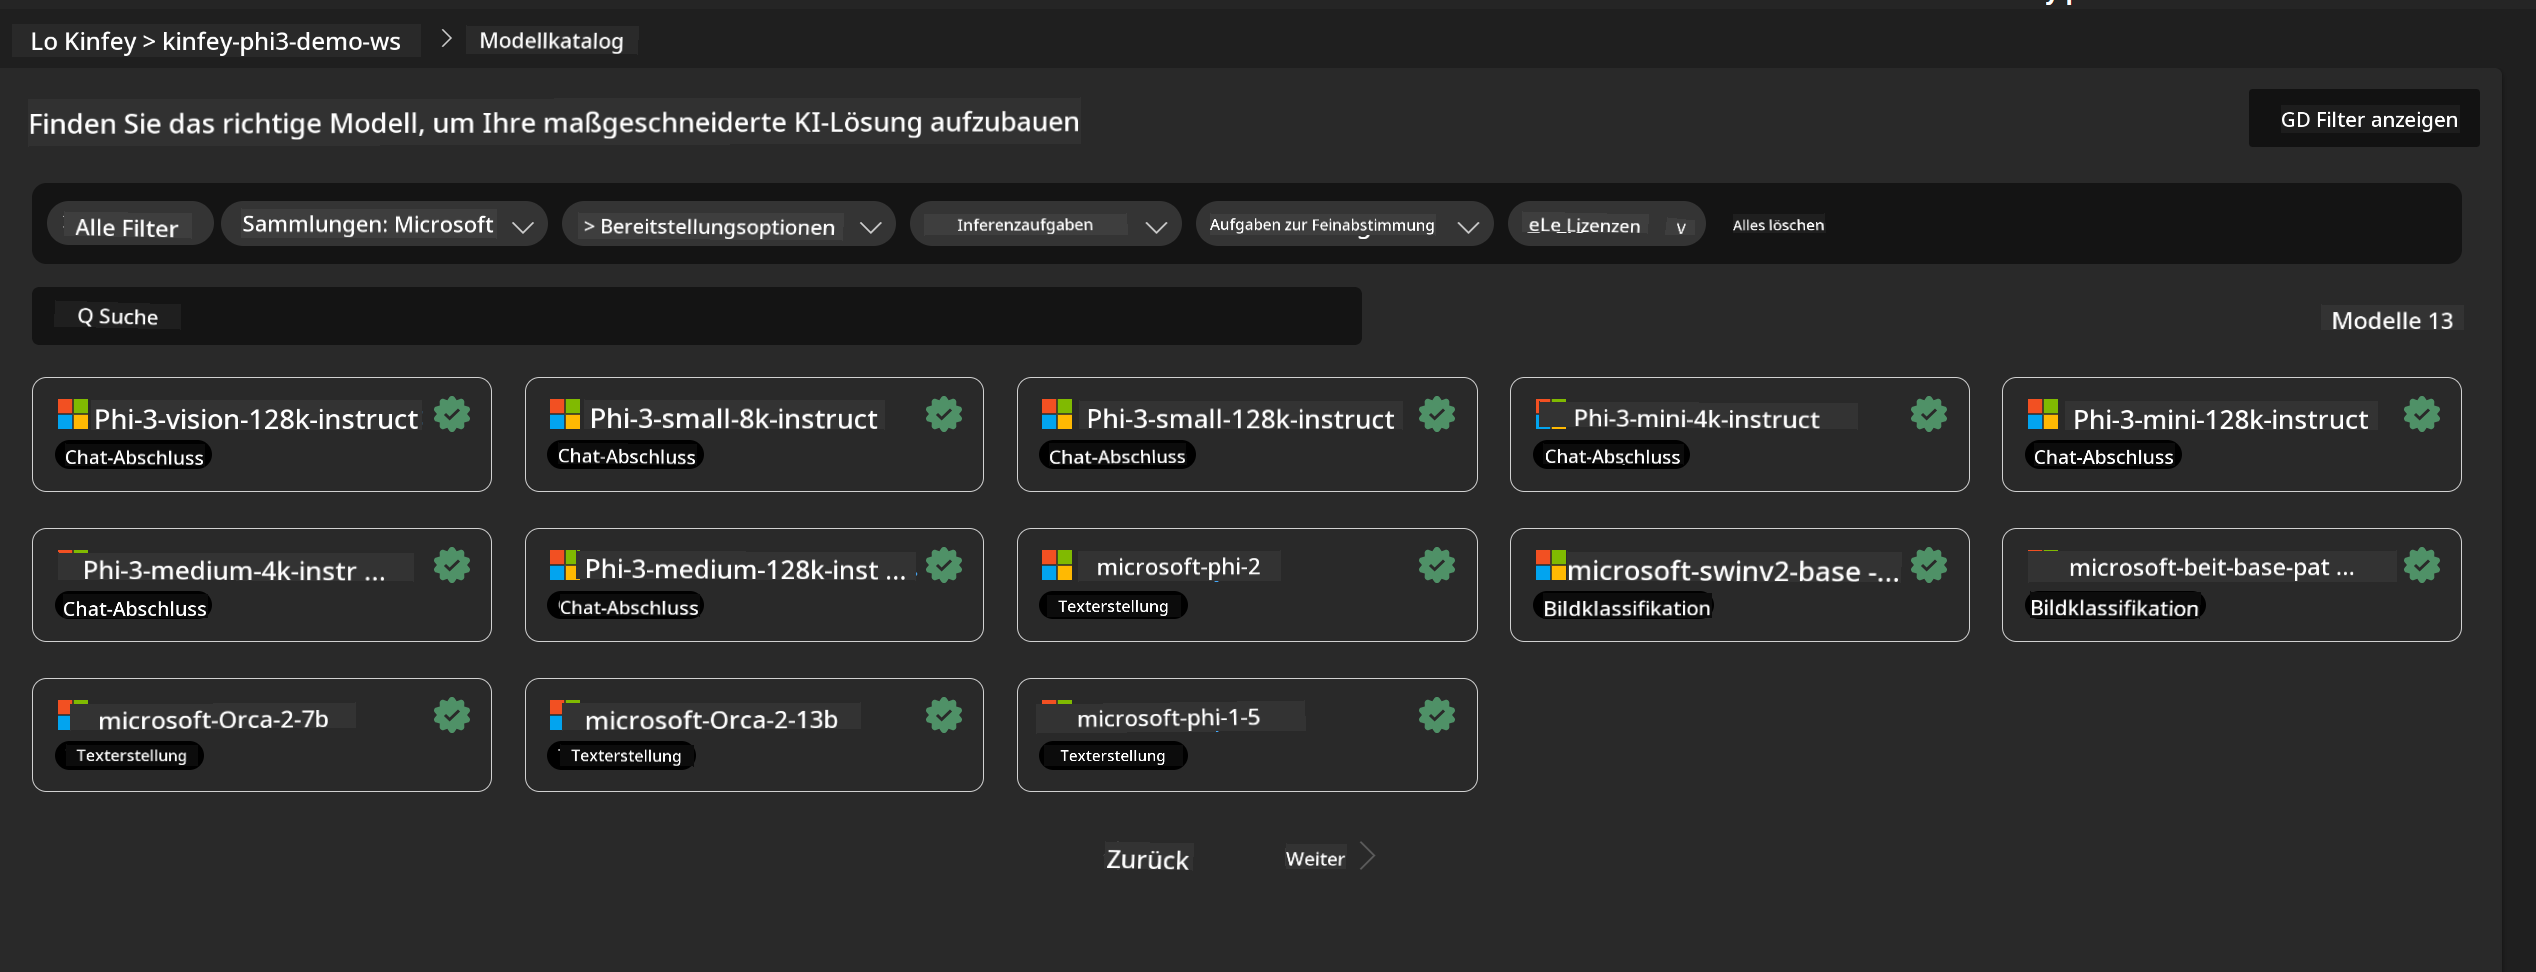 Lo Kinfey > kinfey-phi3-demo-ws > Modellkatalog
Finden Sie das richtige Modell, um Ihre maßgeschneiderte KI-Lösung aufzubauen
GD Filter anzeigen
Alle Filter
Sammlungen: Microsoft
> Bereitstellungsoptionen
Inferenzaufgaben
Aufgaben zur Feinabstimmung
eLe Lizenzen v
Alles löschen
Q Suche
Modelle 13
Phi-3-vision-128k-instruct
Chat-Abschluss
Phi-3-small-8k-instruct
Chat-Abschluss
Phi-3-small-128k-instruct
Chat-Abschluss
Phi-3-mini-4k-instruct
Chat-Abschluss
Phi-3-mini-128k-instruct
Chat-Abschluss
Phi-3-medium-4k-instr ...
Chat-Abschluss
Phi-3-medium-128k-inst ...
Chat-Abschluss
microsoft-phi-2
Texterstellung
microsoft-swinv2-base -...
Bildklassifikation
microsoft-beit-base-pat ...
Bildklassifikation
microsoft-Orca-2-7b
Texterstellung
microsoft-Orca-2-13b
Texterstellung
microsoft-phi-1-5
Texterstellung
Zurück
Weiter